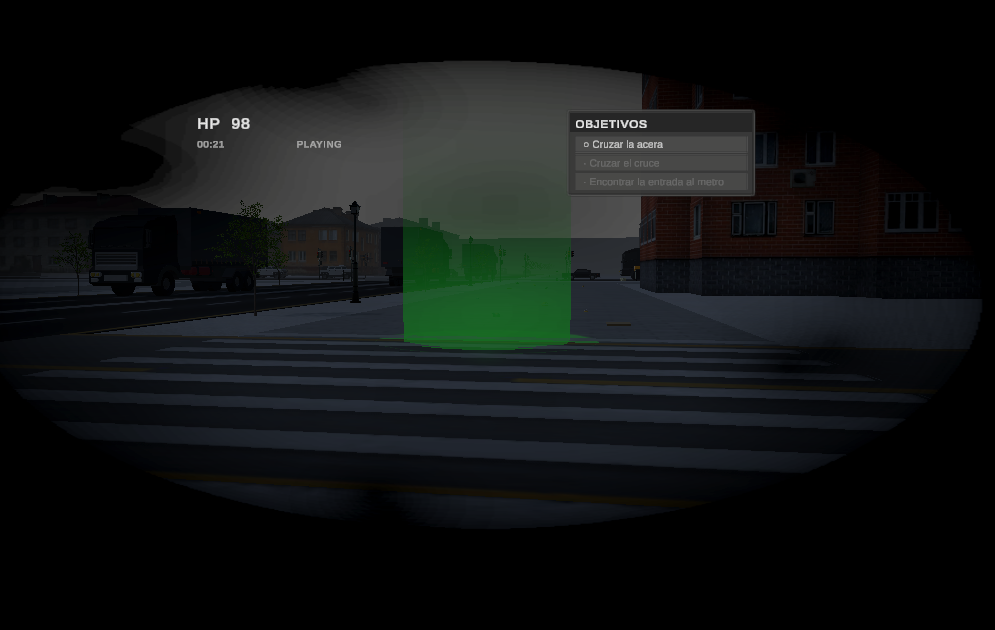 HP 98
00:21 PLAYING
OBJETIVOS
○ Cruzar la acera
· Cruzar el cruce
· Encontrar la entrada al metro